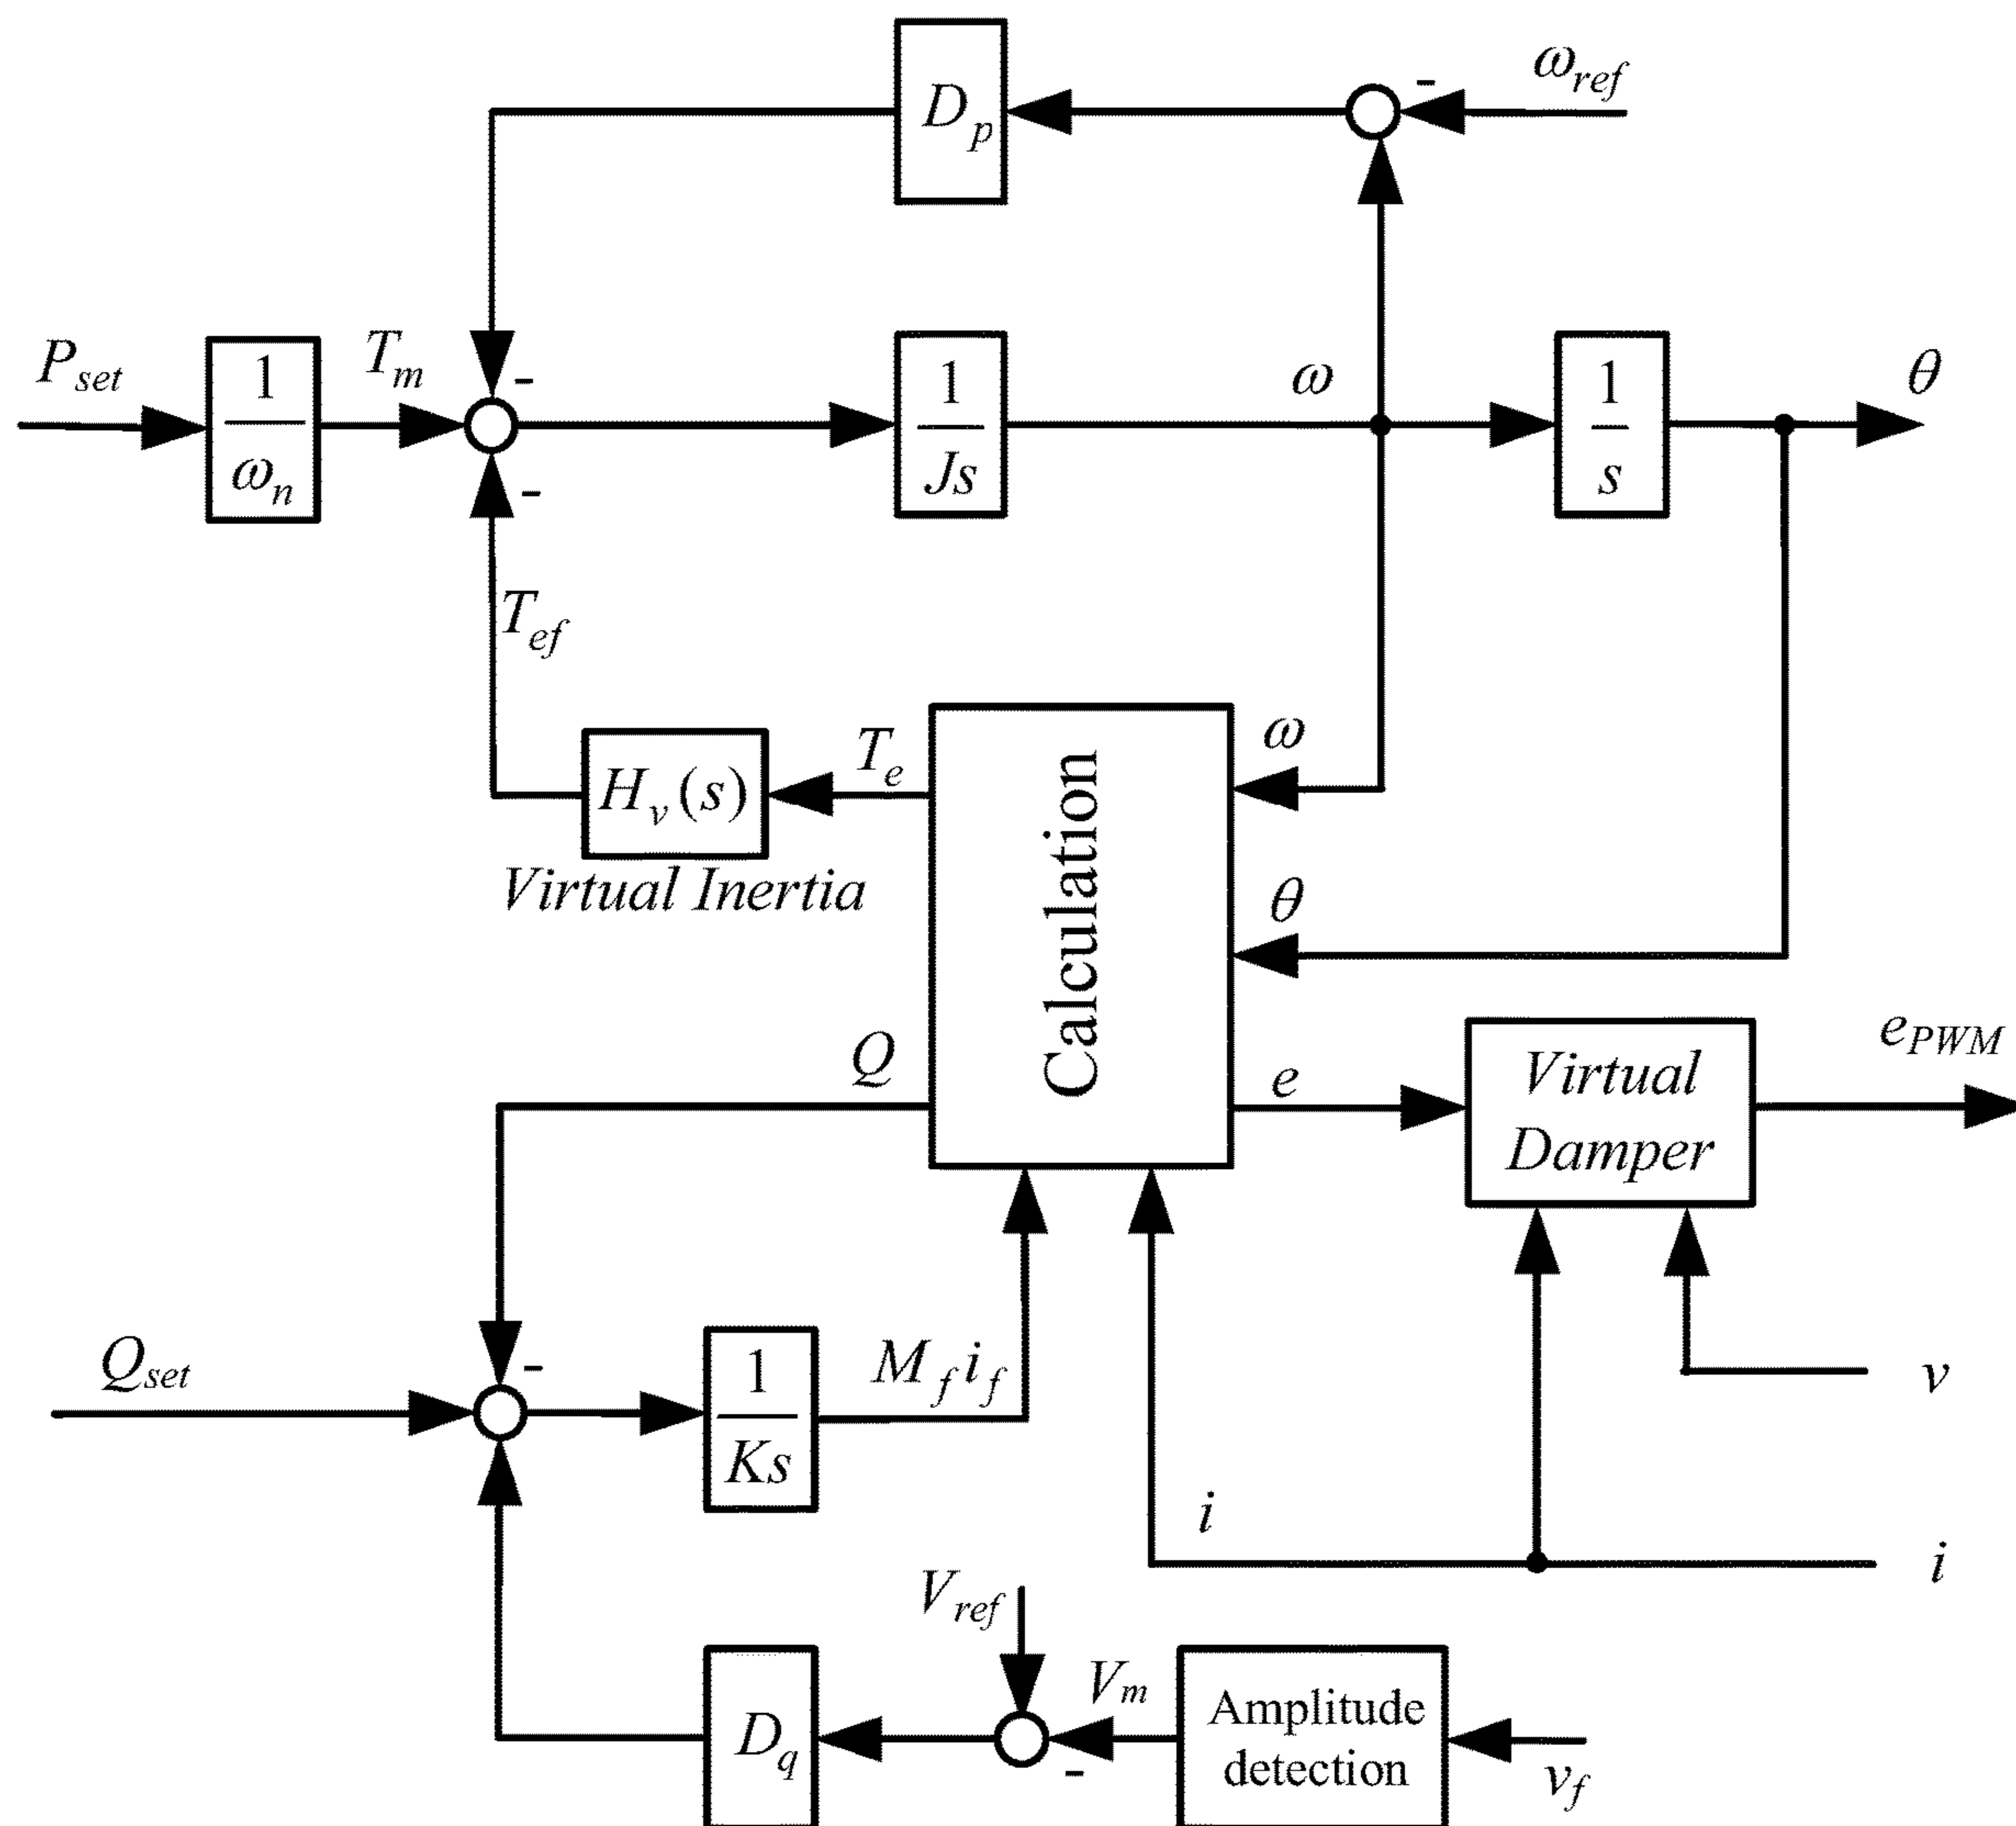 D_p
-
ω_ref
P_set
1
ω_n
T_m
-
-
1
Js
ω
1
s
θ
T_ef
H_v(s)
Virtual Inertia
T_e
Calculation
ω
θ
Q
e
Virtual
Damper
e_PWM
Q_set
-
1
Ks
M_f i_f
v
i
i
V_ref
D_q
V_m
-
Amplitude
detection
v_f